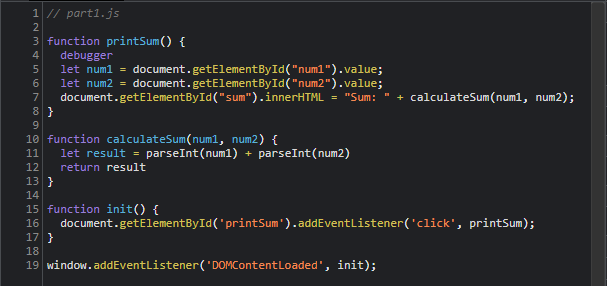 1 // part1.js
2
3 function printSum() {
4   debugger
5   let num1 = document.getElementById("num1").value;
6   let num2 = document.getElementById("num2").value;
7   document.getElementById("sum").innerHTML = "Sum: " + calculateSum(num1, num2);
8 }
9
10 function calculateSum(num1, num2) {
11   let result = parseInt(num1) + parseInt(num2)
12   return result
13 }
14
15 function init() {
16   document.getElementById('printSum').addEventListener('click', printSum);
17 }
18
19 window.addEventListener('DOMContentLoaded', init);